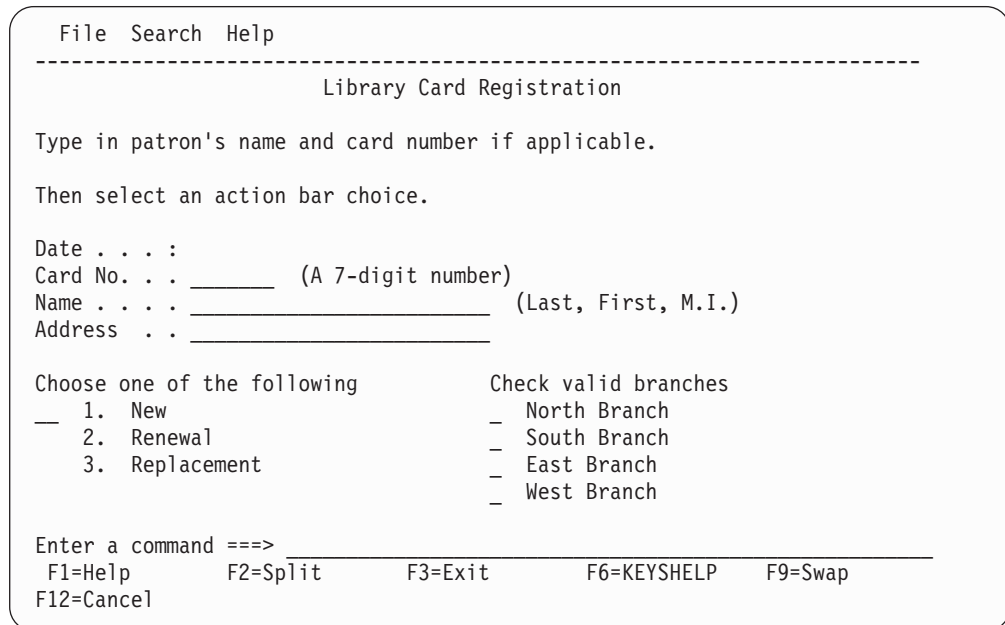 File Search Help
--------------------------------------------------------------------------
Library Card Registration
Type in patron's name and card number if applicable.
Then select an action bar choice.
Date . . . :
Card No. . . _______ (A 7-digit number)
Name . . . . _________________________ (Last, First, M.I.)
Address . . _________________________
Choose one of the following Check valid branches
__ 1. New _ North Branch
2. Renewal _ South Branch
3. Replacement _ East Branch
_ West Branch
Enter a command ===> ______________________________________________________
F1=Help F2=Split F3=Exit F6=KEYSHELP F9=Swap
F12=Cancel